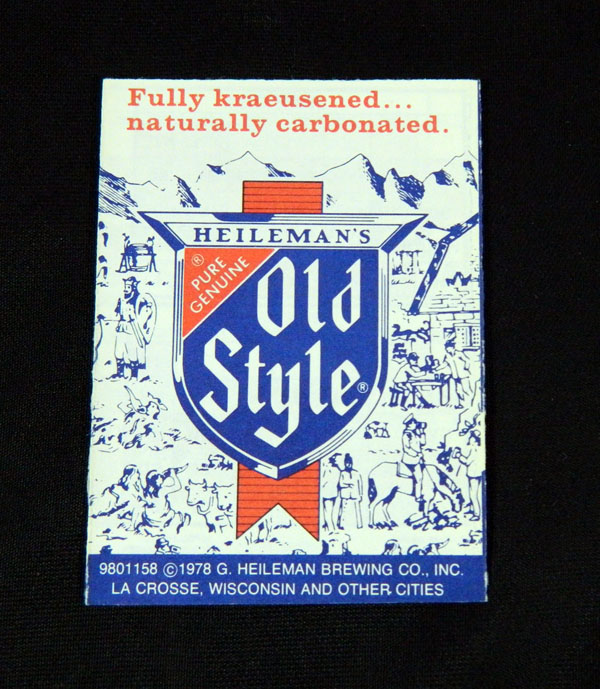 Fully kraeusened...
naturally carbonated.
HEILEMAN'S
®
PURE
GENUINE
Old
Style®
9801158 ©1978 G. HEILEMAN BREWING CO., INC.
LA CROSSE, WISCONSIN AND OTHER CITIES